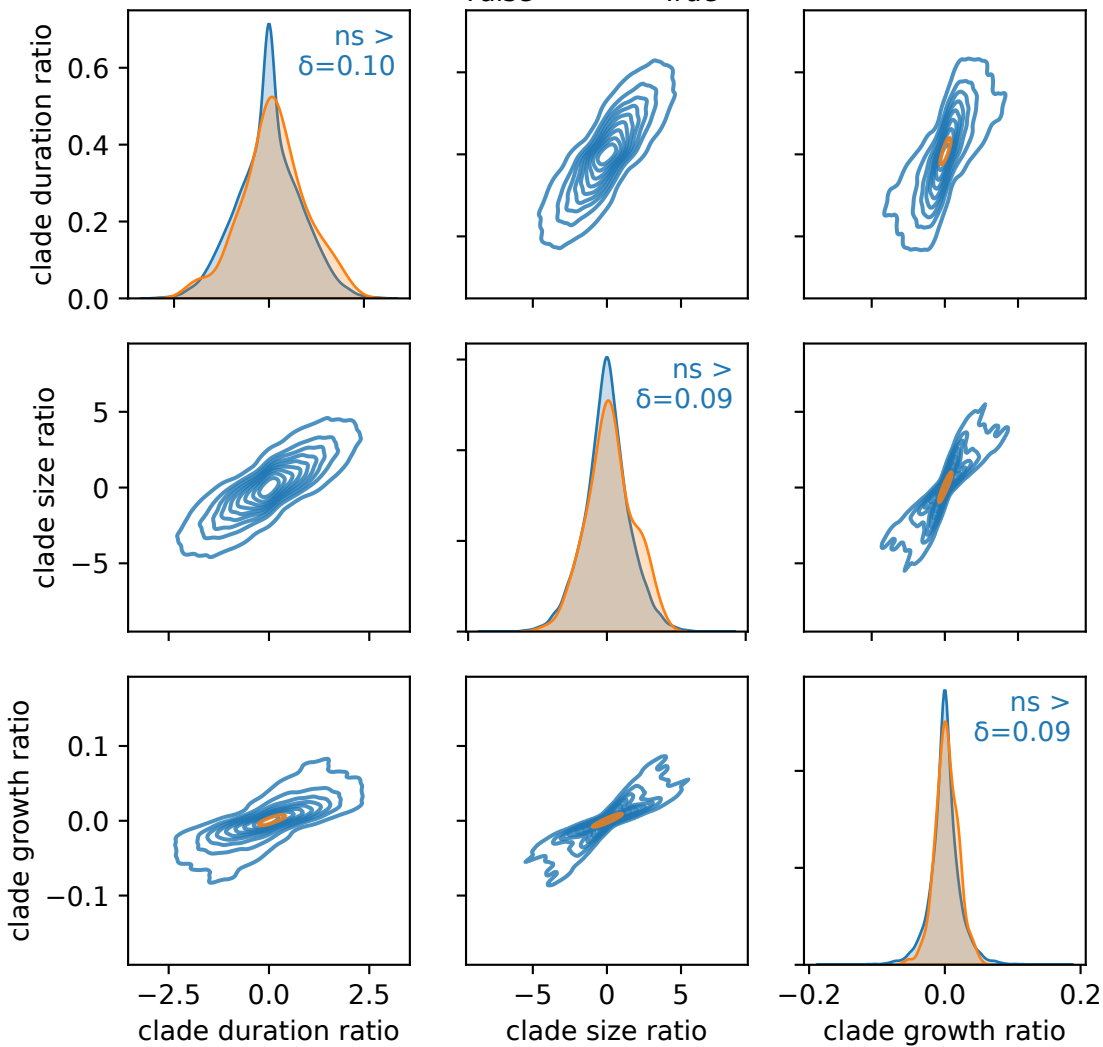 clade duration ratio
0.6
0.4
0.2
0.0
ns >
δ=0.10
clade size ratio
5
0
−5
ns >
δ=0.09
clade growth ratio
0.1
0.0
−0.1
ns >
δ=0.09
−2.5 0.0 2.5 −5 0 5 −0.2 0.0 0.2
clade duration ratio clade size ratio clade growth ratio